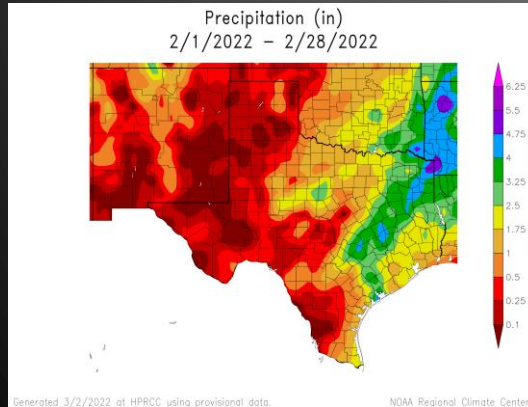 Precipitation (in)
2/1/2022 – 2/28/2022
6.25
5.5
4.75
4
3.25
2.5
1.75
1
0.5
0.25
0.1
Generated 3/2/2022 at HPRCC using provisional data.
NOAA Regional Climate Center